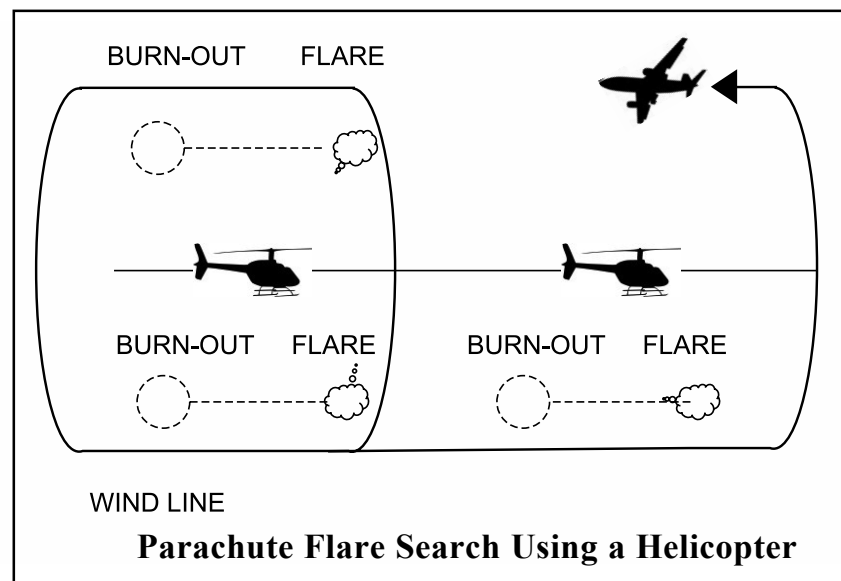 BURN-OUT FLARE
BURN-OUT FLARE BURN-OUT FLARE
WIND LINE
Parachute Flare Search Using a Helicopter